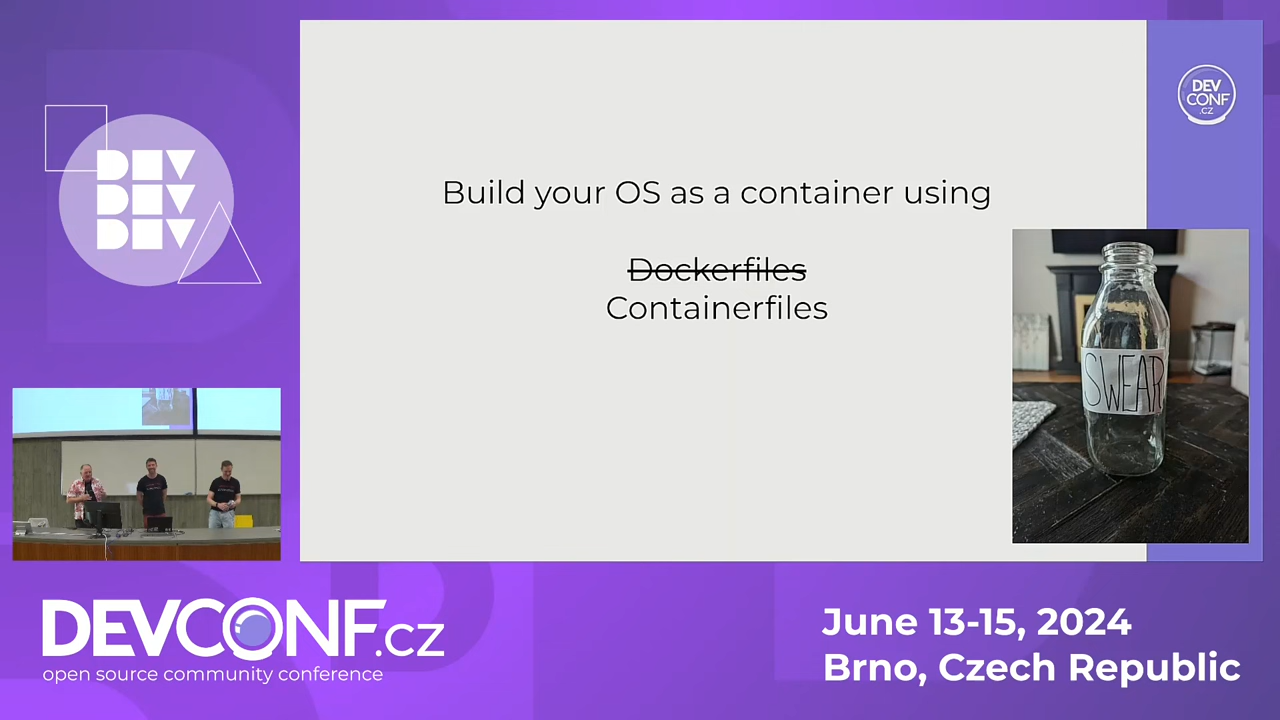 DEV
DEV
DEV
DEV
CONF
.CZ
Build your OS as a container using
Dockerfiles
Containerfiles
SWEAR
DEVCONF.cz
open source community conference
June 13-15, 2024
Brno, Czech Republic